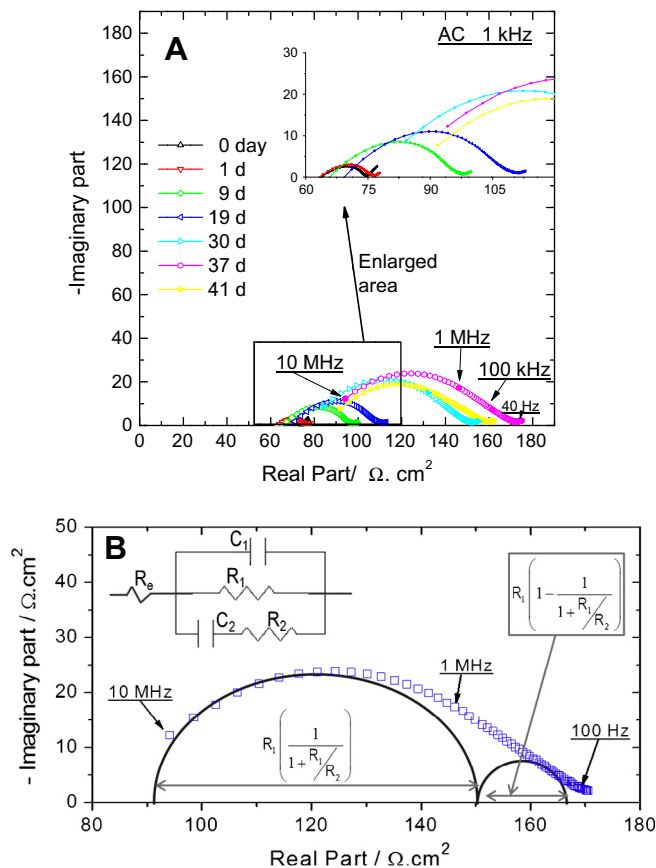 A
AC 1 kHz
-Imaginary part
190
180
160
140
120
100
80
60
40
20
0
30
20
10
0
60 75 90 105
0 day
1 d
9 d
19 d
30 d
37 d
41 d
Enlarged
area
10 MHz
1 MHz
100 kHz
40 Hz
0 20 40 60 80 100 120 140 160 180
Real Part/ Ω. cm²
B
- Imaginary part / Ω.cm²
50
40
30
20
10
0
Rₑ
C₁
R₁
C₂ R₂
R₁ ( 1 - 1 / 1 + R₁/R₂ )
10 MHz
1 MHz
100 Hz
R₁ ( 1 / 1 + R₁/R₂ )
80 100 120 140 160 180
Real Part / Ω.cm²